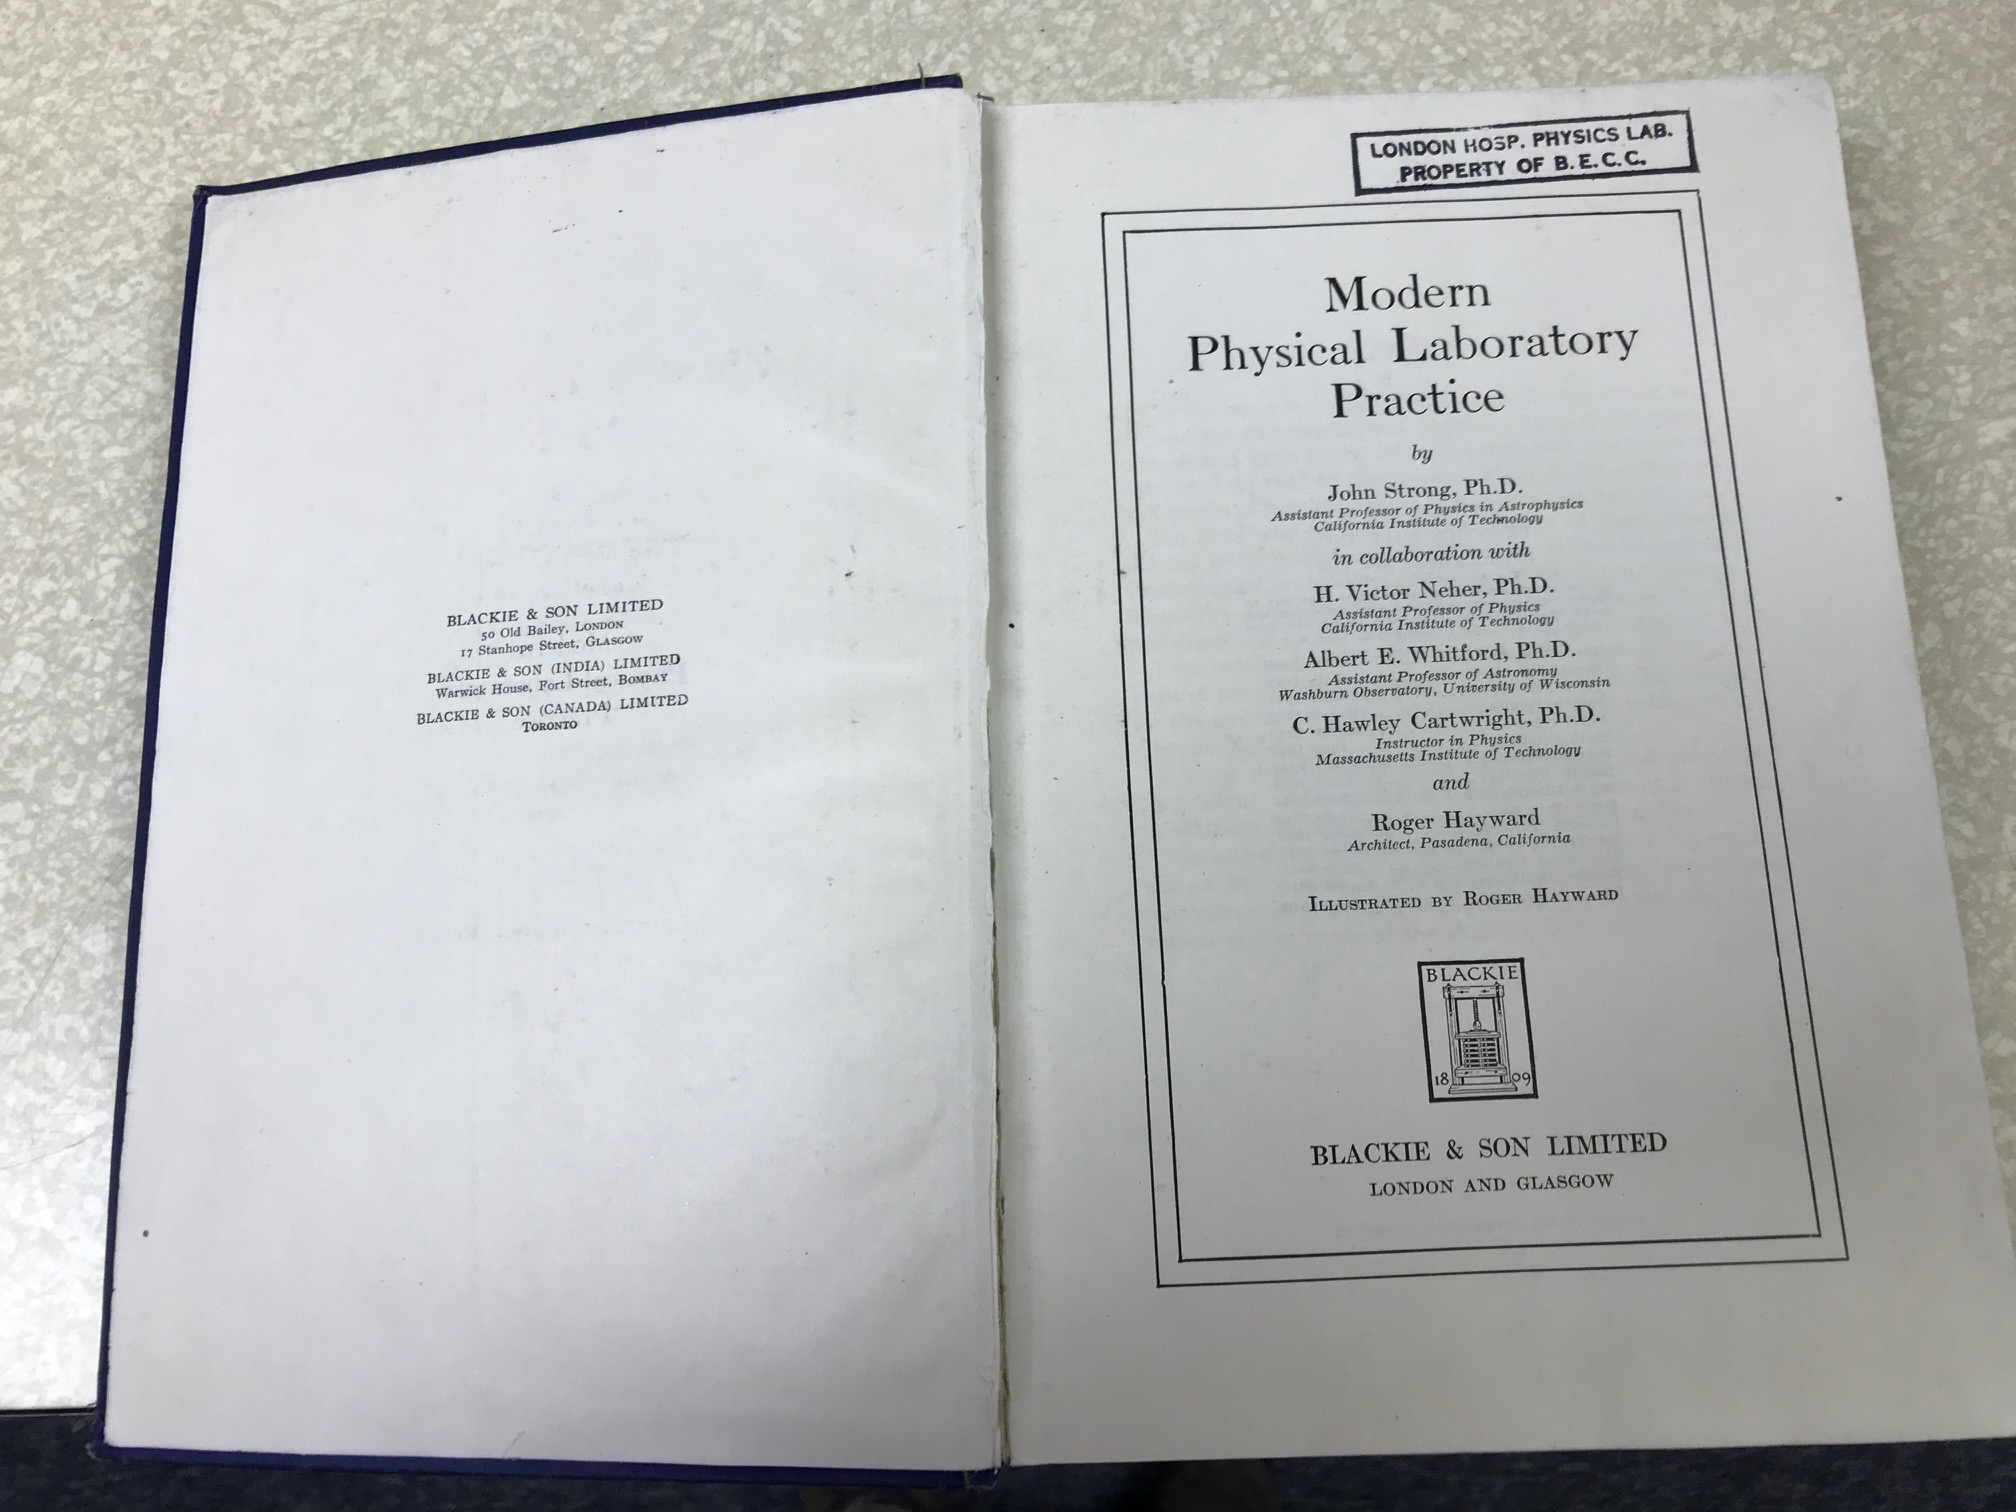 BLACKIE & SON LIMITED
50 Old Bailey, LONDON
17 Stanhope Street, GLASGOW
BLACKIE & SON (INDIA) LIMITED
Warwick House, Fort Street, BOMBAY
BLACKIE & SON (CANADA) LIMITED
TORONTO
LONDON HOSP. PHYSICS LAB.
PROPERTY OF B.E.C.C.
Modern
Physical Laboratory
Practice
by
John Strong, Ph.D.
Assistant Professor of Physics in Astrophysics
California Institute of Technology
in collaboration with
H. Victor Neher, Ph.D.
Assistant Professor of Physics
California Institute of Technology
Albert E. Whitford, Ph.D.
Assistant Professor of Astronomy
Washburn Observatory, University of Wisconsin
C. Hawley Cartwright, Ph.D.
Instructor in Physics
Massachusetts Institute of Technology
and
Roger Hayward
Architect, Pasadena, California
ILLUSTRATED BY ROGER HAYWARD
BLACKIE
18 09
BLACKIE & SON LIMITED
LONDON AND GLASGOW